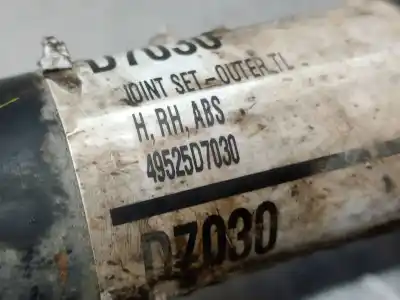 D7030
JOINT SET-OUTER,TL
H, RH, ABS
49525D7030
D7030